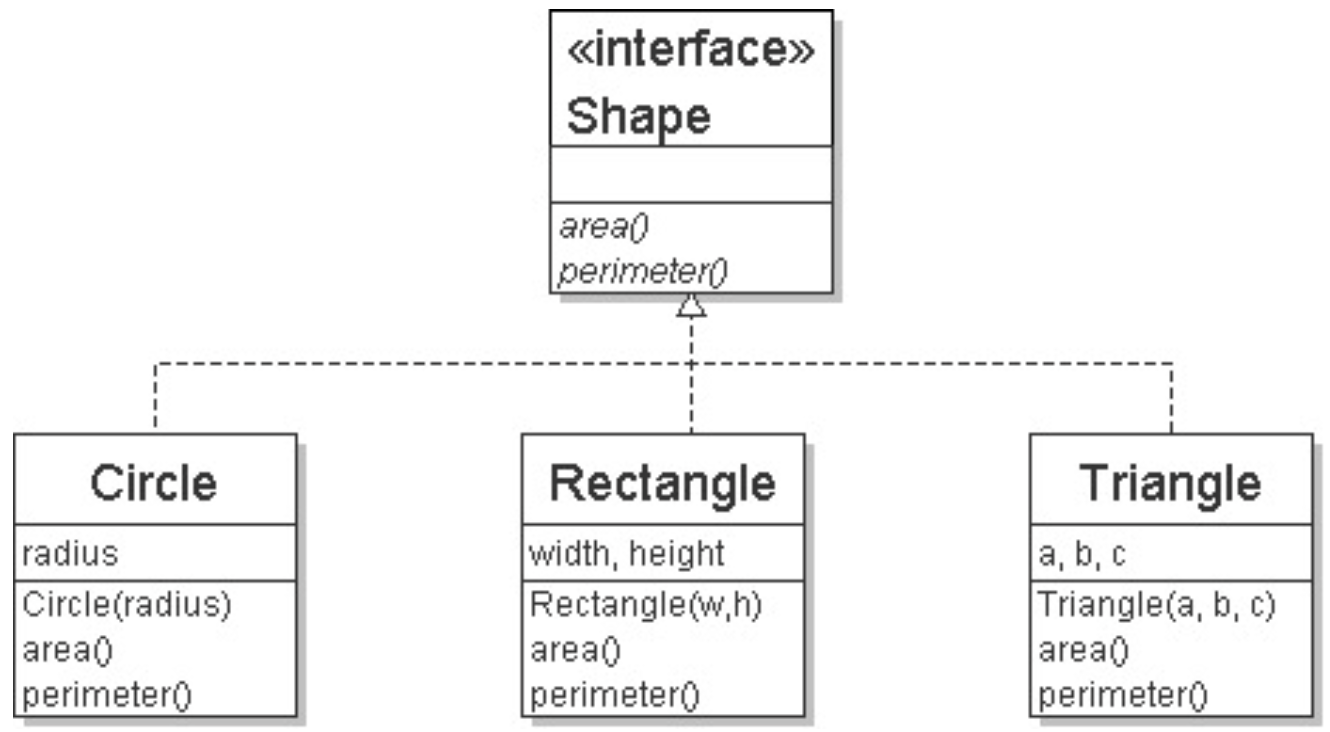 «interface»
Shape
area()
perimeter()
Circle
radius
Circle(radius)
area()
perimeter()
Rectangle
width, height
Rectangle(w,h)
area()
perimeter()
Triangle
a, b, c
Triangle(a, b, c)
area()
perimeter()